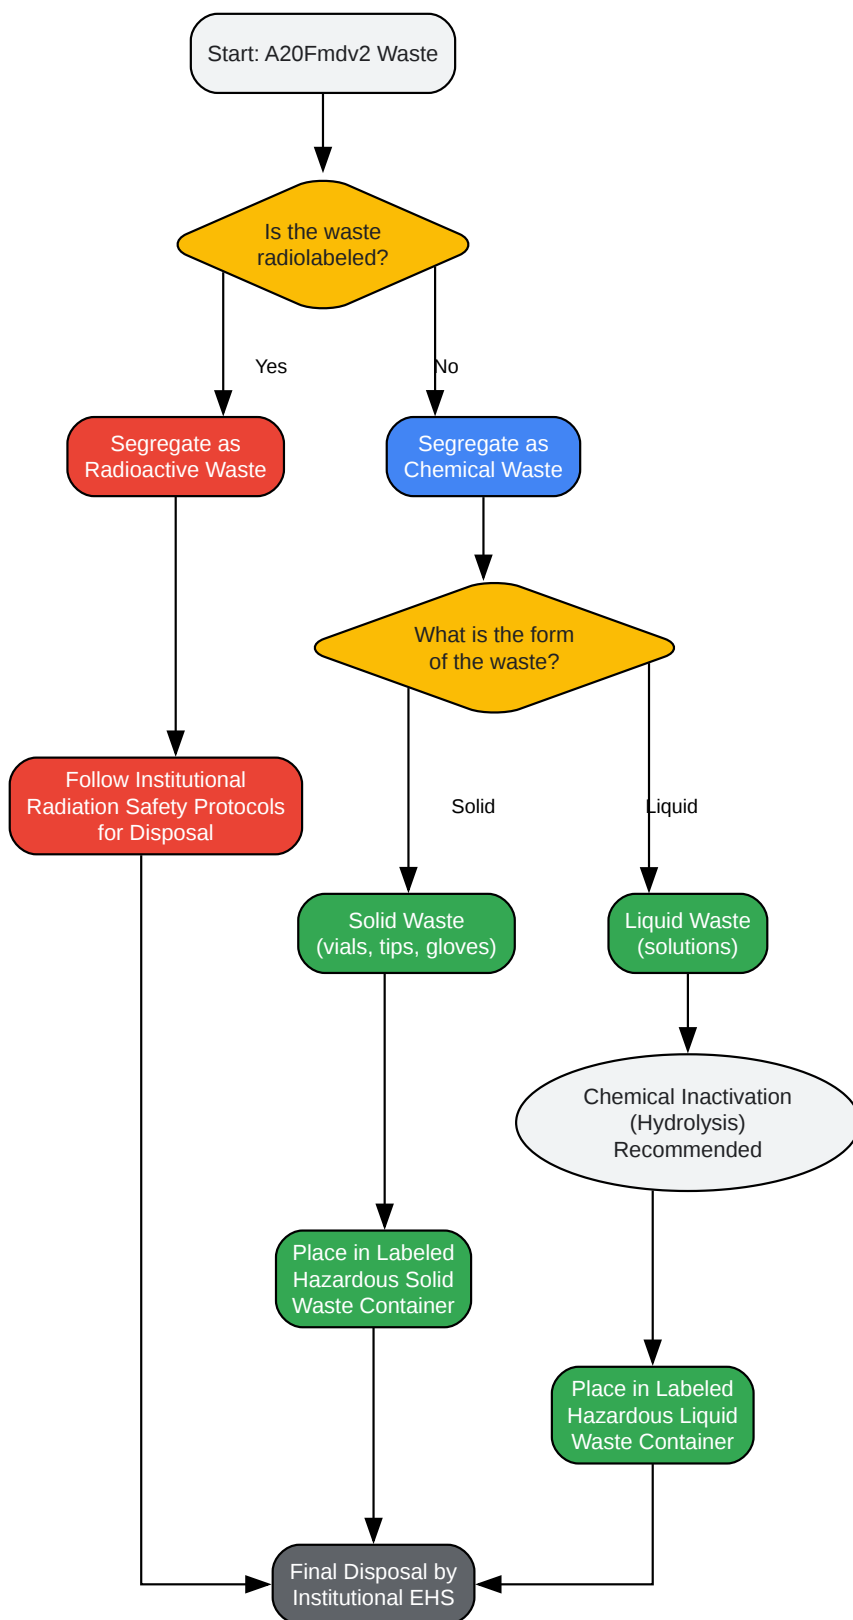 Start: A20Fmdv2 Waste
Is the waste
radiolabeled?
Yes
No
Segregate as
Radioactive Waste
Segregate as
Chemical Waste
What is the form
of the waste?
Follow Institutional
Radiation Safety Protocols
for Disposal
Solid
Liquid
Solid Waste
(vials, tips, gloves)
Liquid Waste
(solutions)
Chemical Inactivation
(Hydrolysis)
Recommended
Place in Labeled
Hazardous Solid
Waste Container
Place in Labeled
Hazardous Liquid
Waste Container
Final Disposal by
Institutional EHS